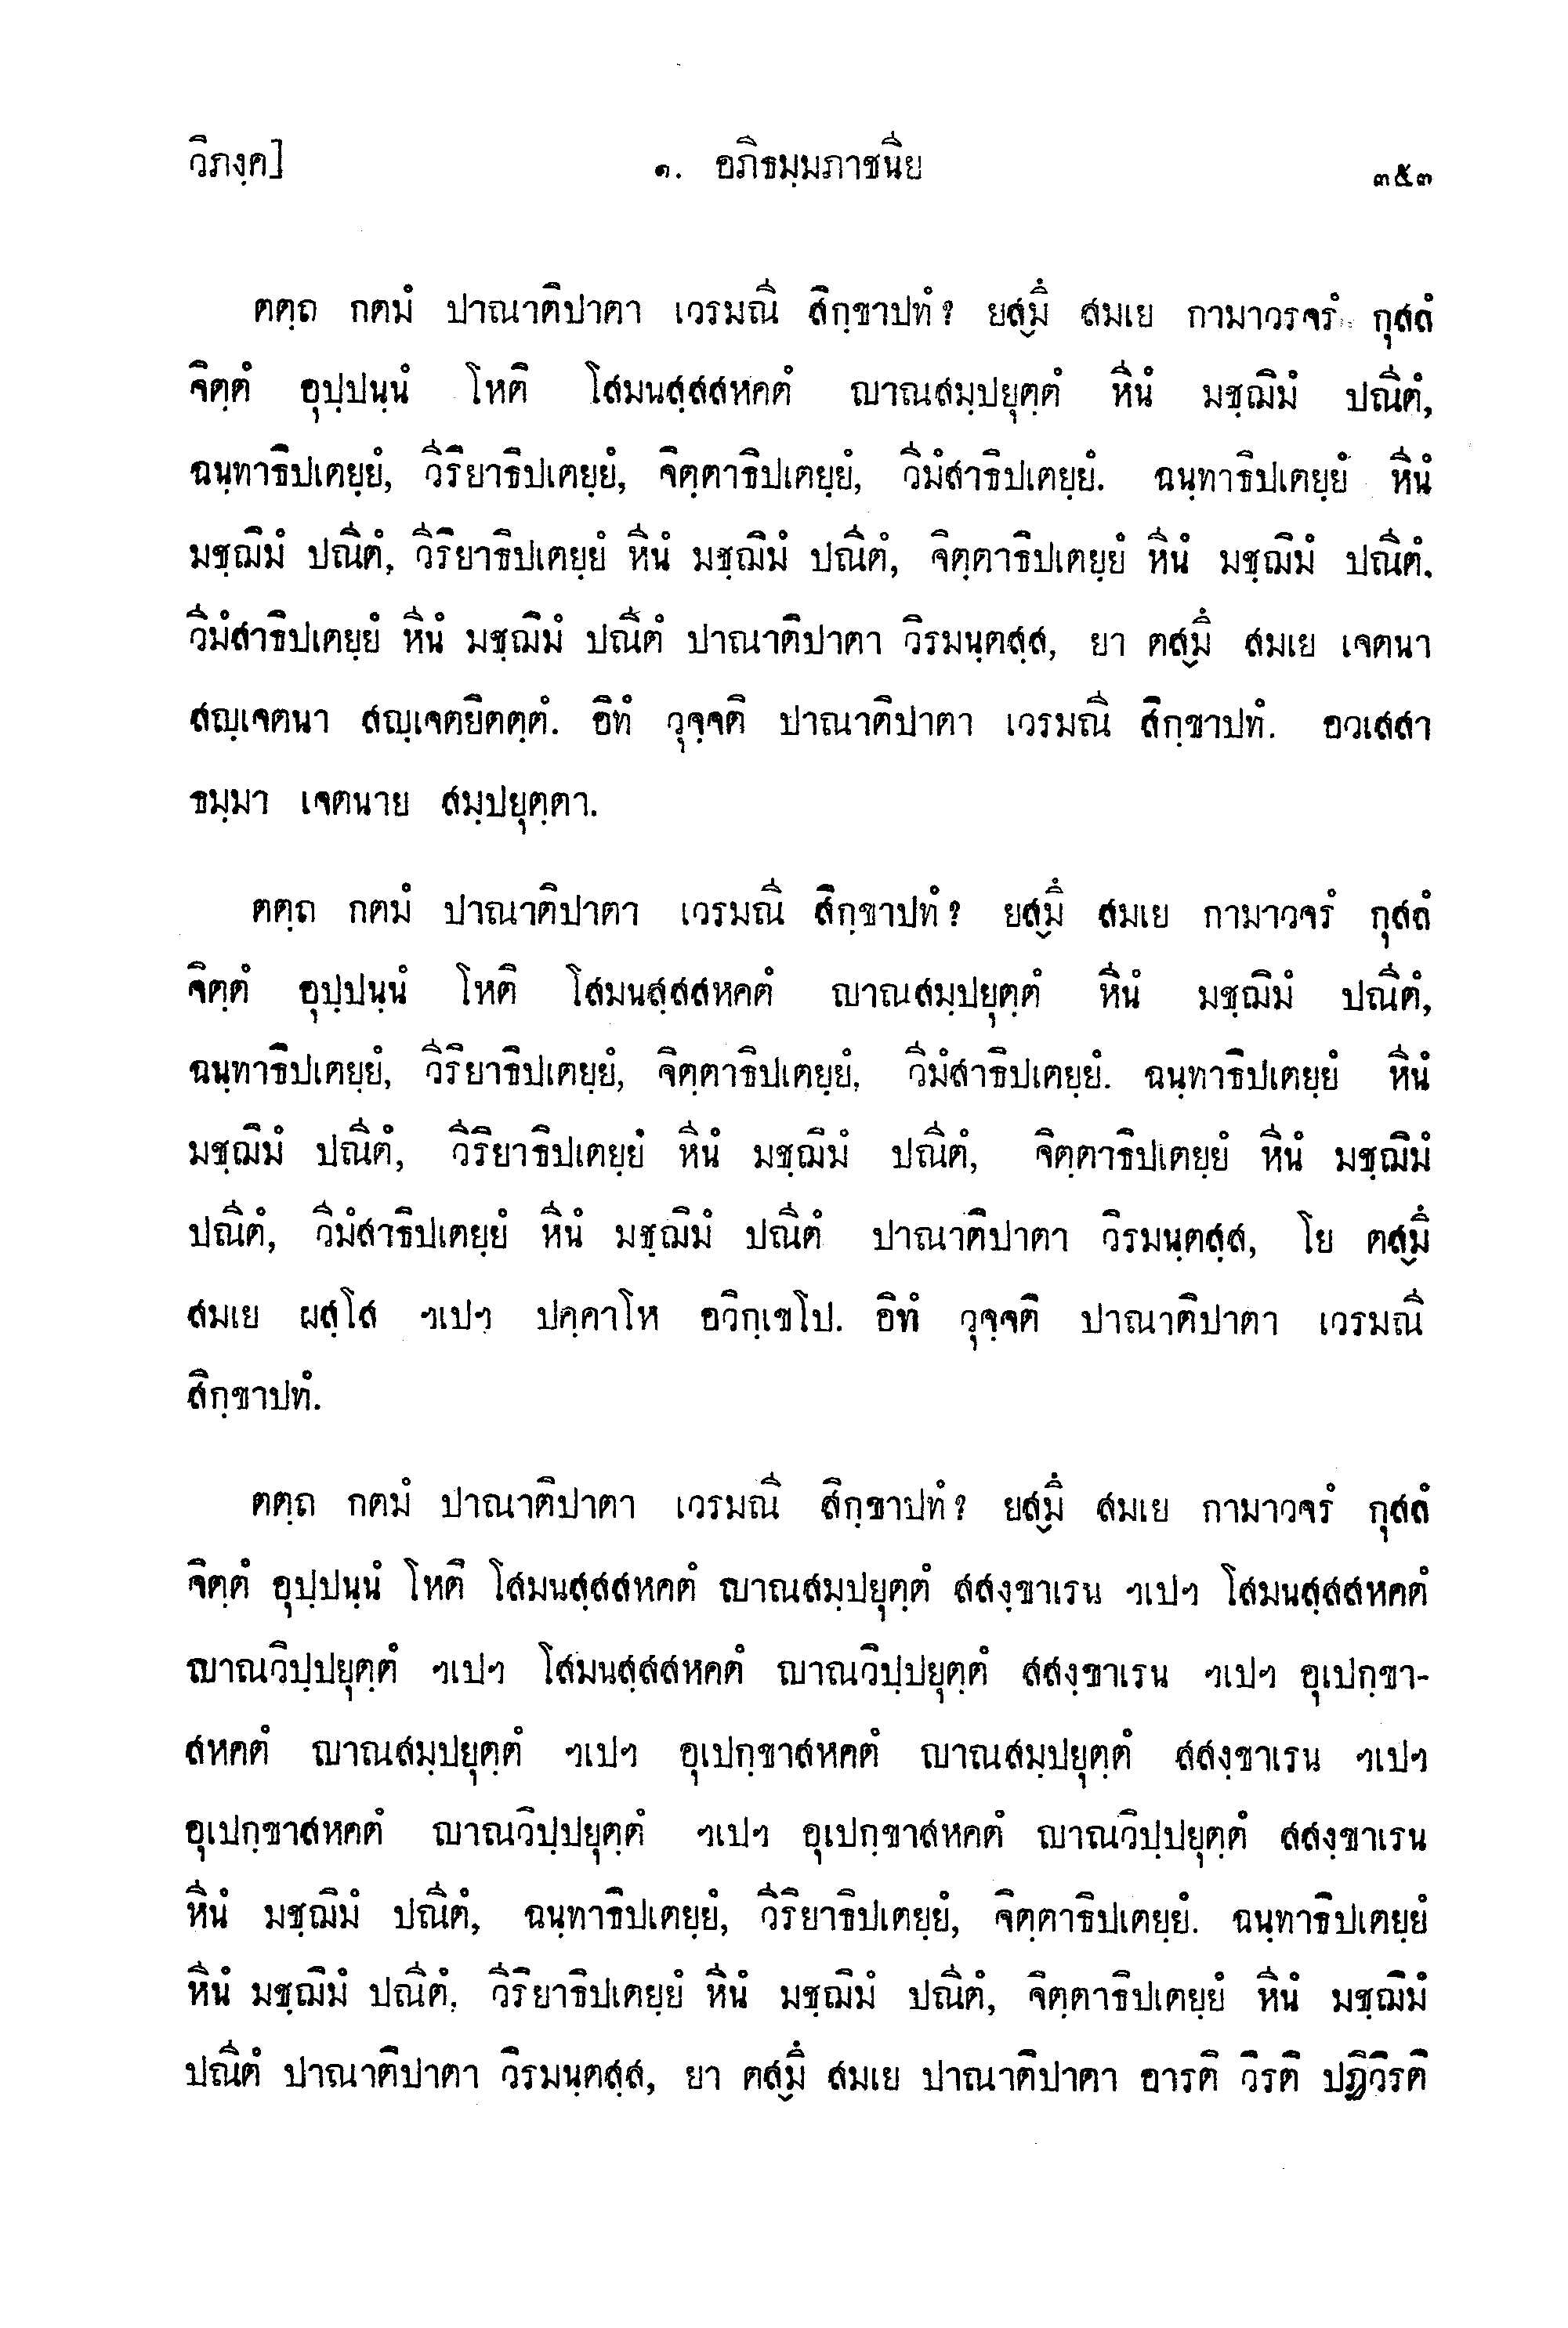 วิภงฺค]
๑. อภิธมฺมภาชนีย
๓๕๓
ตตฺถ กตมํ ปาณาติปาตา เวรมณี สิกฺขาปทํ? ยสฺมึ สมเย กามาวรจรํ กุสลํ
จิตฺตํ อุปฺปนฺนํ โหติ โสมนสฺสสหคตํ ญาณสมฺปยุตฺตํ หีนํ มชฺฌิมํ ปณีตํ,
ฉนฺทาธิปเตยฺยํ, วีริยาธิปเตยฺยํ, จิตฺตาธิปเตยฺยํ, วีมํสาธิปเตยฺยํ. ฉนฺทาธิปเตยฺยํ หีนํ
มชฺฌิมํ ปณีตํ, วีริยาธิปเตยฺยํ หีนํ มชฺฌิมํ ปณีตํ, จิตฺตาธิปเตยฺยํ หีนํ มชฺฌิมํ ปณีตํ.
วีมํสาธิปเตยฺยํ หีนํ มชฺฌิมํ ปณีตํ ปาณาติปาตา วิรมนฺตสฺส, ยา ตสฺมึ สมเย เจตนา
สญฺเจตนา สญฺเจตยิตตฺตํ. อิทํ วุจฺจติ ปาณาติปาตา เวรมณี สิกฺขาปทํ. อวเสสา
ธมฺมา เจตนาย สมฺปยุตฺตา.
ตตฺถ กตมํ ปาณาติปาตา เวรมณี สิกฺขาปทํ? ยสฺมึ สมเย กามาวจรํ กุสลํ
จิตฺตํ อุปฺปนฺนํ โหติ โสมนสฺสสหคตํ ญาณสมฺปยุตฺตํ หีนํ มชฺฌิมํ ปณีตํ,
ฉนฺทาธิปเตยฺยํ, วีริยาธิปเตยฺยํ, จิตฺตาธิปเตยฺยํ, วีมํสาธิปเตยฺยํ. ฉนฺทาธิปเตยฺยํ หีนํ
มชฺฌิมํ ปณีตํ, วีริยาธิปเตยฺยํ หีนํ มชฺฌิมํ ปณีตํ, จิตฺตาธิปเตยฺยํ หีนํ มชฺฌิมํ
ปณีตํ, วีมํสาธิปเตยฺยํ หีนํ มชฺฌิมํ ปณีตํ ปาณาติปาตา วิรมนฺตสฺส, โย ตสฺมึ
สมเย ผสฺโส ฯเปฯ ปคฺคาโห อวิกฺเขโป. อิทํ วุจฺจติ ปาณาติปาตา เวรมณี
สิกฺขาปทํ.
ตตฺถ กตมํ ปาณาติปาตา เวรมณี สิกฺขาปทํ? ยสฺมึ สมเย กามาวจรํ กุสลํ
จิตฺตํ อุปฺปนฺนํ โหติ โสมนสฺสสหคตํ ญาณสมฺปยุตฺตํ สสงฺขาเรน ฯเปฯ โสมนสฺสสหคตํ
ญาณวิปฺปยุตฺตํ ฯเปฯ โสมนสฺสสหคตํ ญาณวิปฺปยุตฺตํ สสงฺขาเรน ฯเปฯ อุเปกฺขา-
สหคตํ ญาณสมฺปยุตฺตํ ฯเปฯ อุเปกฺขาสหคตํ ญาณสมฺปยุตฺตํ สสงฺขาเรน ฯเปฯ
อุเปกฺขาสหคตํ ญาณวิปฺปยุตฺตํ ฯเปฯ อุเปกฺขาสหคตํ ญาณวิปฺปยุตฺตํ สสงฺขาเรน
หีนํ มชฺฌิมํ ปณีตํ, ฉนฺทาธิปเตยฺยํ, วีริยาธิปเตยฺยํ, จิตฺตาธิปเตยฺยํ. ฉนฺทาธิปเตยฺยํ
หีนํ มชฺฌิมํ ปณีตํ, วีริยาธิปเตยฺยํ หีนํ มชฺฌิมํ ปณีตํ, จิตฺตาธิปเตยฺยํ หีนํ มชฺฌิมํ
ปณีตํ ปาณาติปาตา วิรมนฺตสฺส, ยา ตสฺมึ สมเย ปาณาติปาตา อารติ วิรติ ปฏิวิรติ